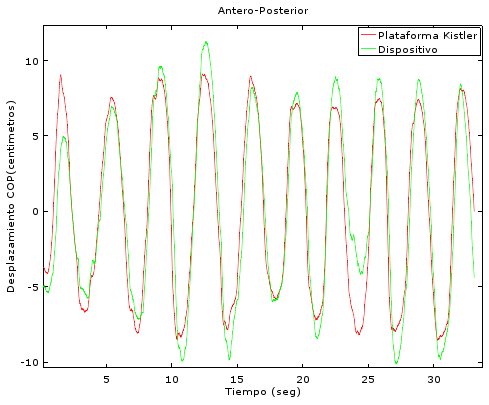 Antero-Posterior
Plataforma Kistler
Dispositivo
Desplazamiento COP(centimetros)
10
5
0
-5
-10
5 10 15 20 25 30
Tiempo (seg)